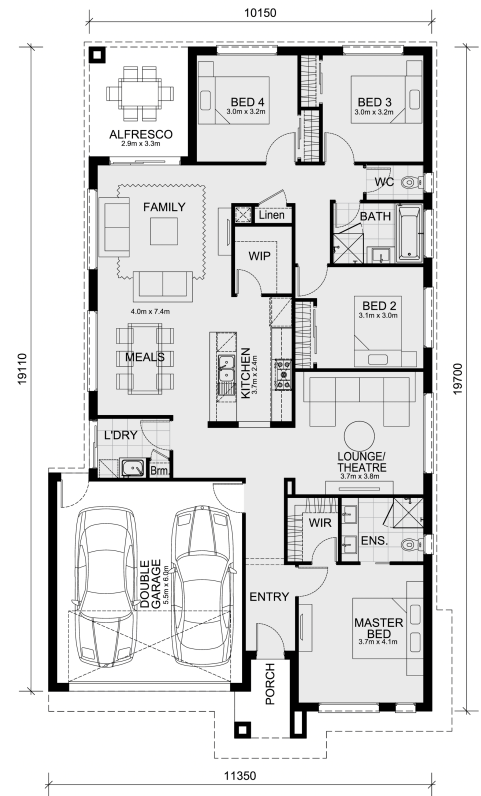 10150
BED 4
3.0m x 3.2m
BED 3
3.0m x 3.2m
ALFRESCO
2.9m x 3.3m
WC
FAMILY
Linen
BATH
WIP
4.0m x 7.4m
BED 2
3.1m x 3.0m
19110
MEALS
KITCHEN
3.7m x 2.4m
19700
L'DRY
Brm
LOUNGE/
THEATRE
3.7m x 3.8m
WIR
ENS.
DOUBLE
GARAGE
5.5m x 6.0m
ENTRY
MASTER
BED
3.7m x 4.1m
PORCH
11350